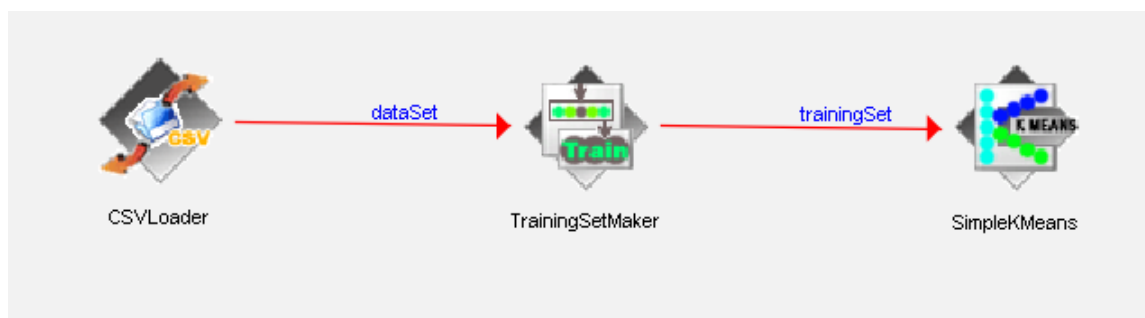 dataSet
trainingSet
CSV
Train
K MEANS
CSVLoader
TrainingSetMaker
SimpleKMeans